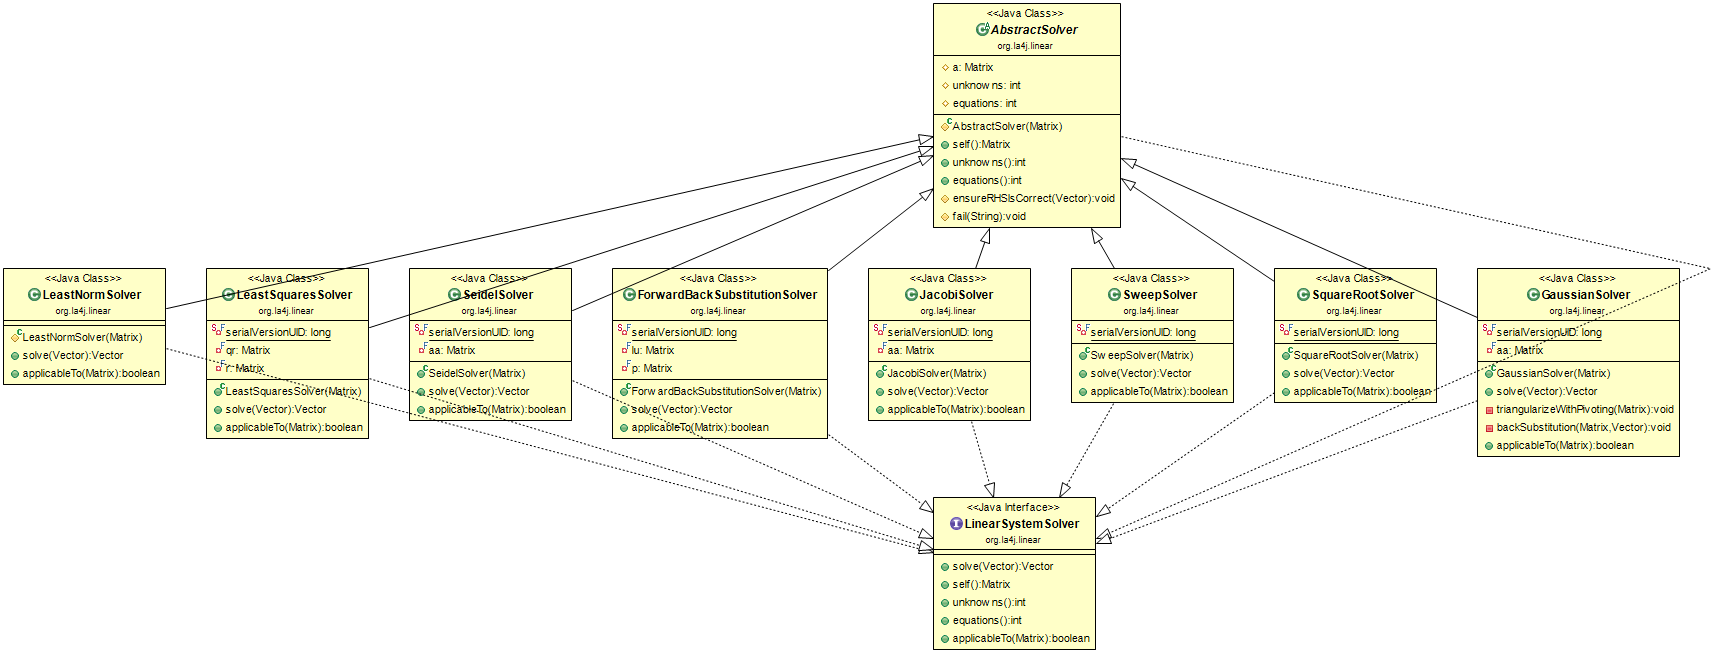 <<Java Class>>
AbstractSolver
org.la4j.linear
a: Matrix
unknowns: int
equations: int
AbstractSolver(Matrix)
self():Matrix
unknowns():int
equations():int
ensureRHSIsCorrect(Vector):void
fail(String):void
<<Java Class>>
LeastNormSolver
org.la4j.linear
LeastNormSolver(Matrix)
solve(Vector):Vector
applicableTo(Matrix):boolean
<<Java Class>>
LeastSquaresSolver
org.la4j.linear
serialVersionUID: long
qr: Matrix
r: Matrix
LeastSquaresSolver(Matrix)
solve(Vector):Vector
applicableTo(Matrix):boolean
<<Java Class>>
SeidelSolver
org.la4j.linear
serialVersionUID: long
aa: Matrix
SeidelSolver(Matrix)
solve(Vector):Vector
applicableTo(Matrix):boolean
<<Java Class>>
ForwardBackSubstitutionSolver
org.la4j.linear
serialVersionUID: long
lu: Matrix
p: Matrix
ForwardBackSubstitutionSolver(Matrix)
solve(Vector):Vector
applicableTo(Matrix):boolean
<<Java Class>>
JacobiSolver
org.la4j.linear
serialVersionUID: long
aa: Matrix
JacobiSolver(Matrix)
solve(Vector):Vector
applicableTo(Matrix):boolean
<<Java Class>>
SweepSolver
org.la4j.linear
serialVersionUID: long
SweepSolver(Matrix)
solve(Vector):Vector
applicableTo(Matrix):boolean
<<Java Class>>
SquareRootSolver
org.la4j.linear
serialVersionUID: long
SquareRootSolver(Matrix)
solve(Vector):Vector
applicableTo(Matrix):boolean
<<Java Class>>
GaussianSolver
org.la4j.linear
serialVersionUID: long
aa: Matrix
GaussianSolver(Matrix)
solve(Vector):Vector
triangularizeWithPivoting(Matrix):void
backSubstitution(Matrix,Vector):void
applicableTo(Matrix):boolean
<<Java Interface>>
LinearSystemSolver
org.la4j.linear
solve(Vector):Vector
self():Matrix
unknowns():int
equations():int
applicableTo(Matrix):boolean